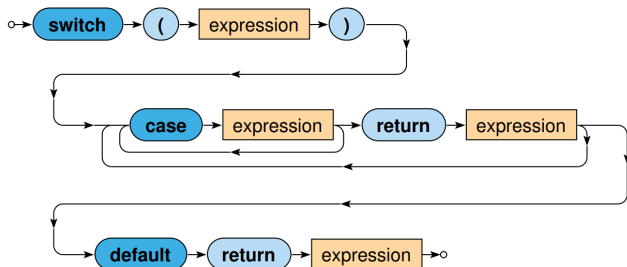 switch ( expression )
case expression return expression
default return expression